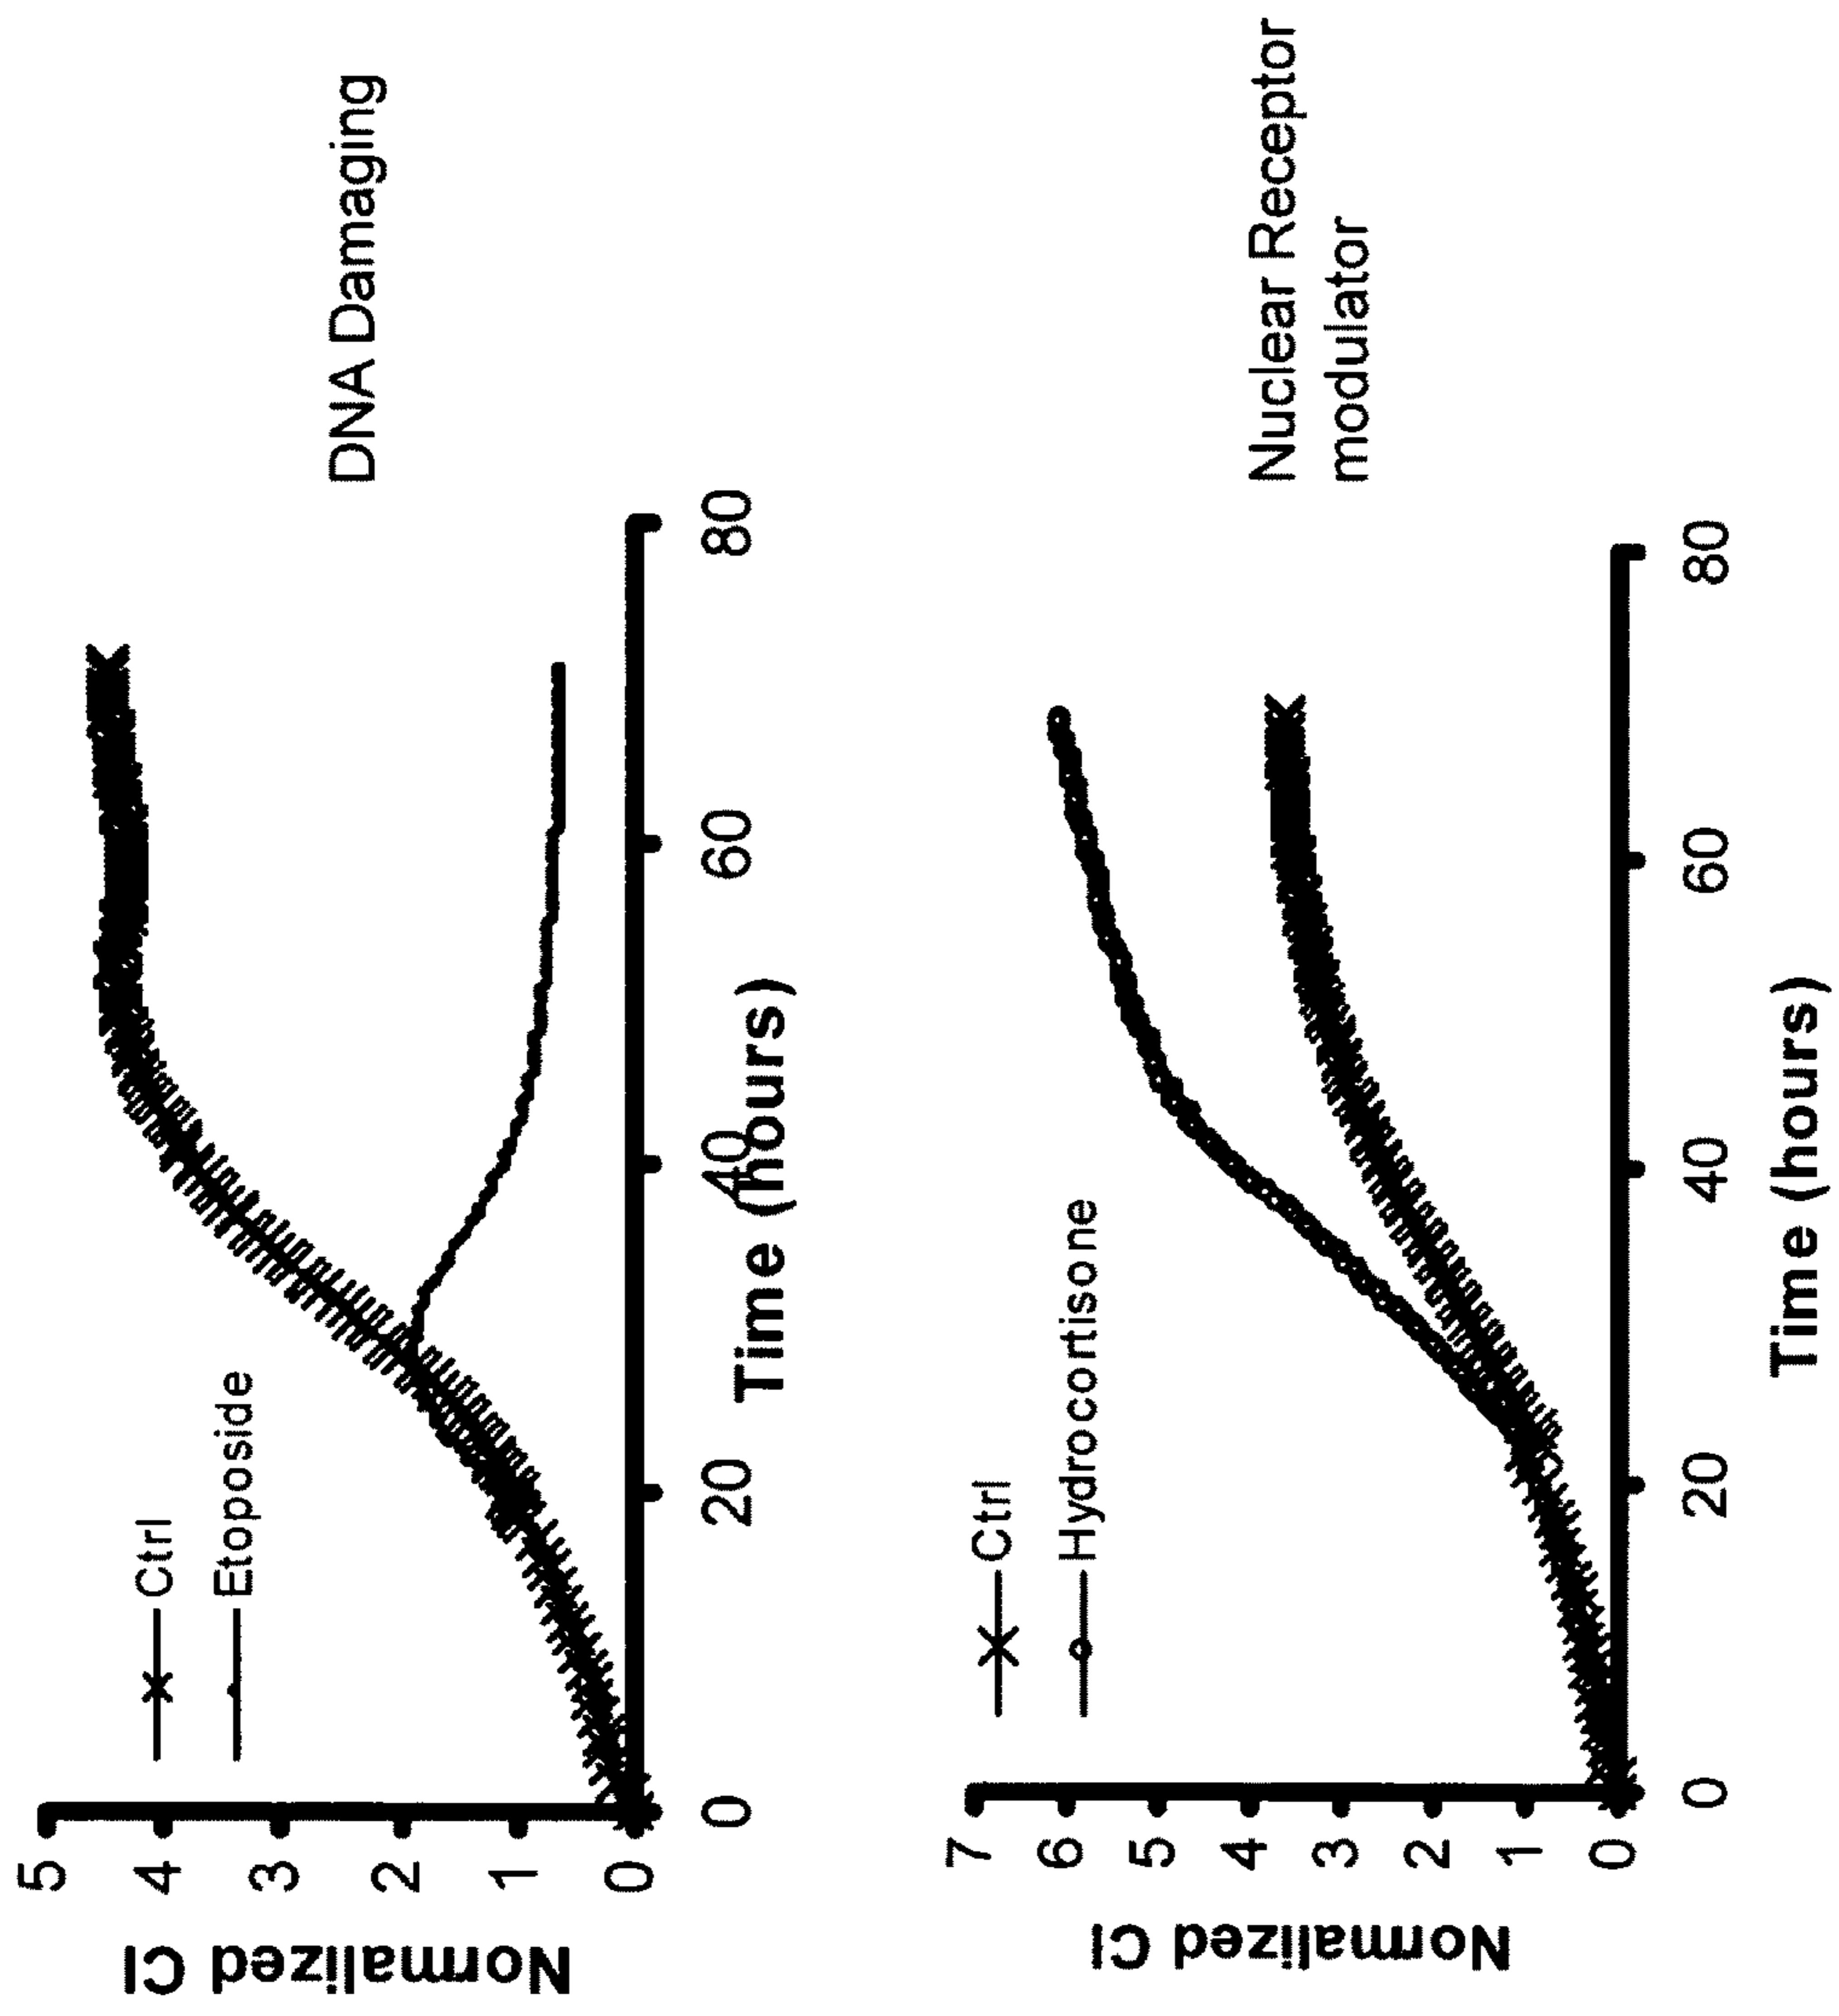 Normalized CI
5
4
3
2
1
0
Ctrl
Etoposide
0
20
40
60
80
Time (hours)
DNA Damaging
Normalized CI
7
6
5
4
3
2
1
0
Ctrl
Hydrocortisone
0
20
40
60
80
Time (hours)
Nuclear Receptor
modulator